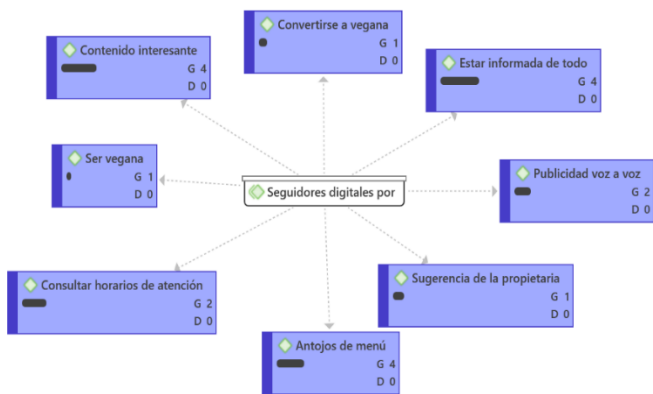 Convertirse a vegana
G 1
D 0
Contenido interesante
G 4
D 0
Estar informada de todo
G 4
D 0
Ser vegana
G 1
D 0
Publicidad voz a voz
G 2
D 0
Seguidores digitales por
Consultar horarios de atención
G 2
D 0
Sugerencia de la propietaria
G 1
D 0
Antojos de menú
G 4
D 0